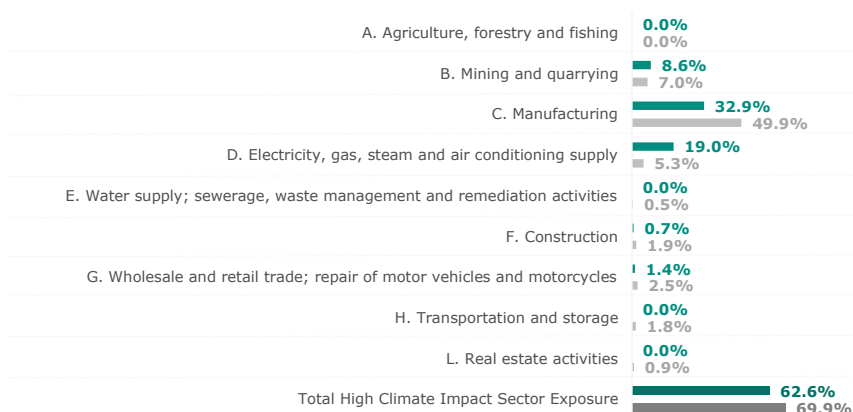 A. Agriculture, forestry and fishing
0.0%
0.0%
B. Mining and quarrying
8.6%
7.0%
C. Manufacturing
32.9%
49.9%
D. Electricity, gas, steam and air conditioning supply
19.0%
5.3%
E. Water supply; sewerage, waste management and remediation activities
0.0%
0.5%
F. Construction
0.7%
1.9%
G. Wholesale and retail trade; repair of motor vehicles and motorcycles
1.4%
2.5%
H. Transportation and storage
0.0%
1.8%
L. Real estate activities
0.0%
0.9%
Total High Climate Impact Sector Exposure
62.6%
69.9%